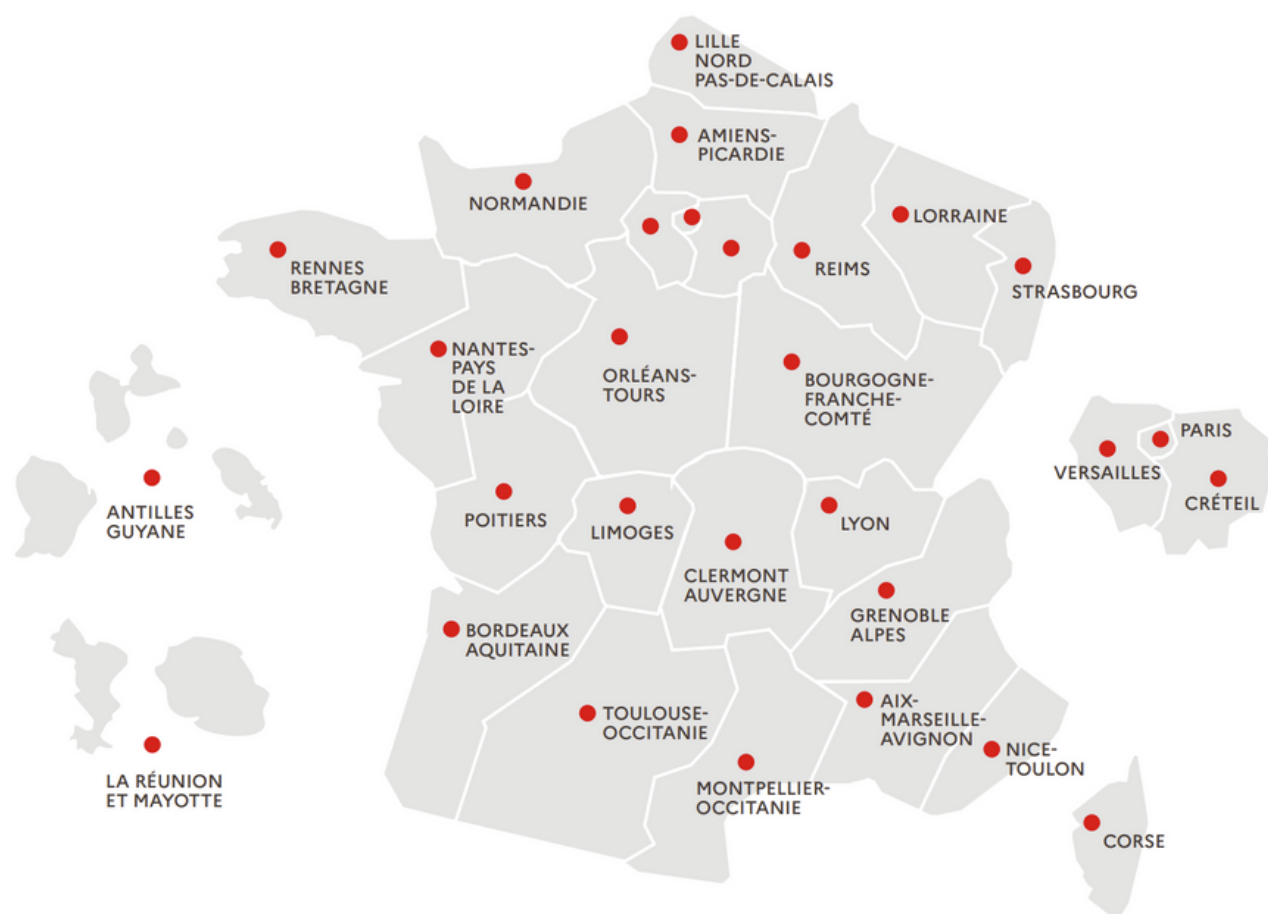 LILLE
NORD
PAS-DE-CALAIS
AMIENS-
PICARDIE
NORMANDIE
LORRAINE
RENNES
BRETAGNE
REIMS
STRASBOURG
NANTES-
PAYS
DE LA
LOIRE
ORLÉANS-
TOURS
BOURGOGNE-
FRANCHE-
COMTÉ
PARIS
VERSAILLES
CRÉTEIL
ANTILLES
GUYANE
POITIERS
LIMOGES
LYON
CLERMONT
AUVERGNE
GRENOBLE
ALPES
BORDEAUX
AQUITAINE
TOULOUSE-
OCCITANIE
AIX-
MARSEILLE-
AVIGNON
NICE-
TOULON
LA RÉUNION
ET MAYOTTE
MONTPELLIER-
OCCITANIE
CORSE